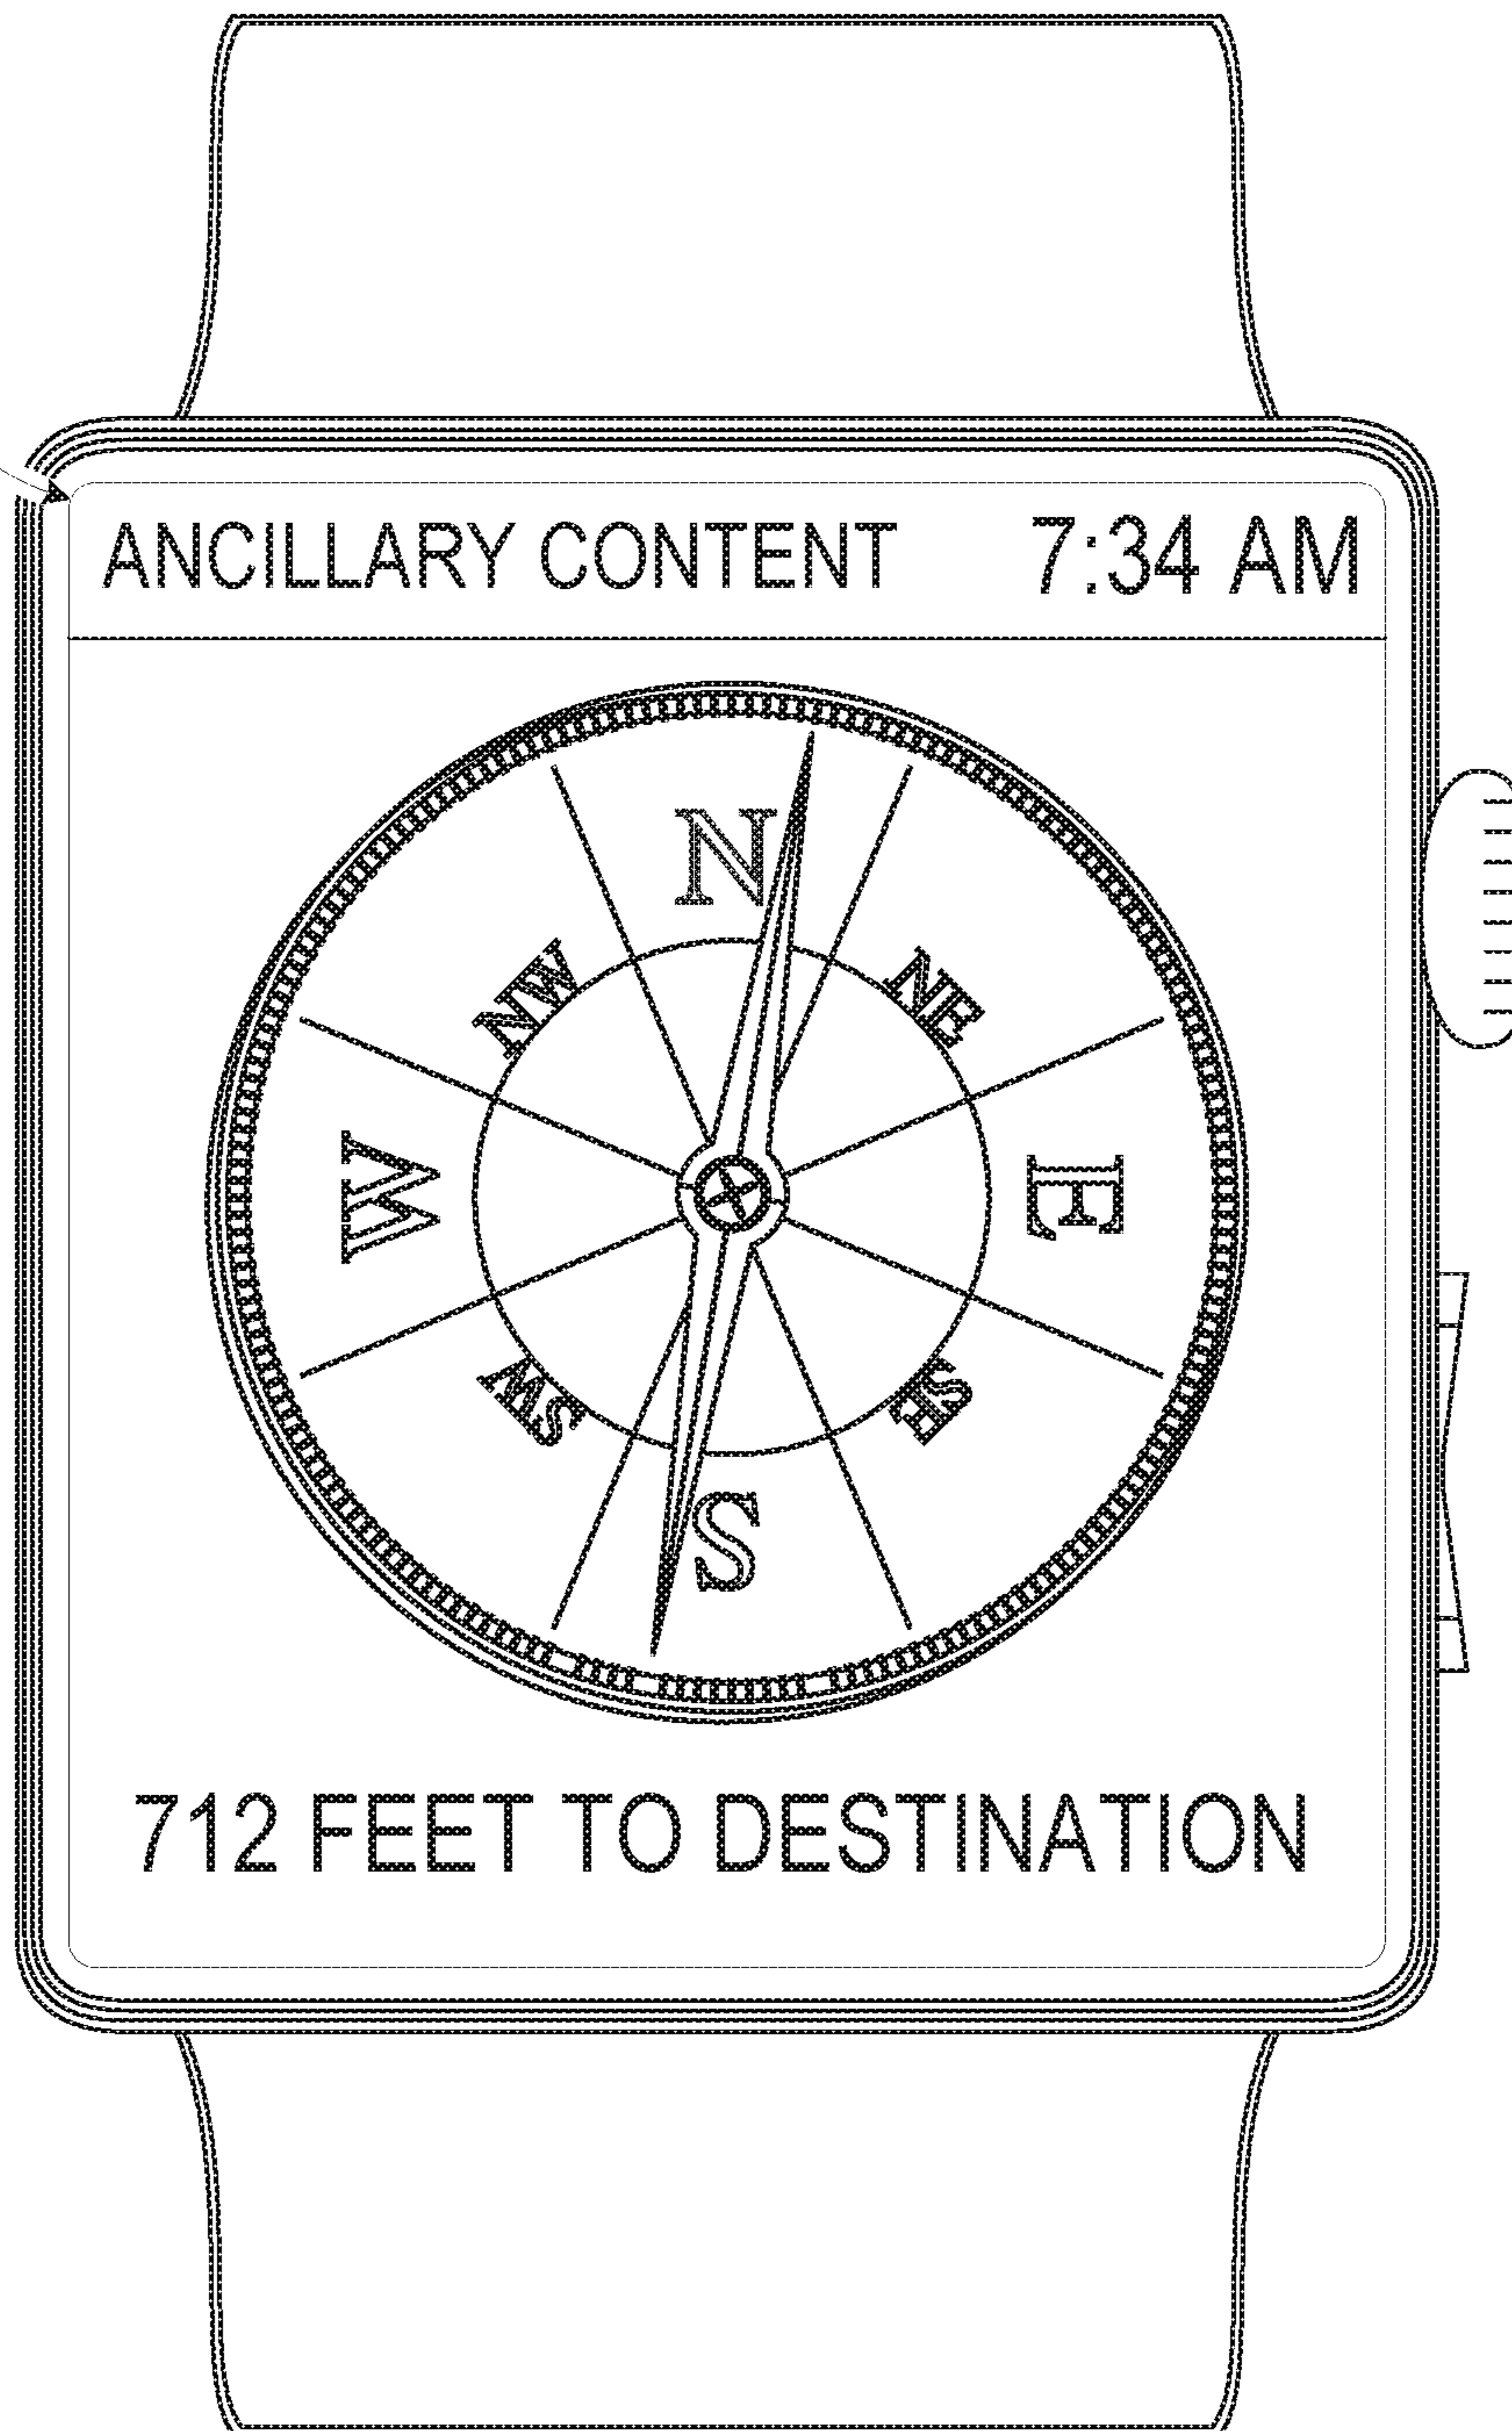 ANCILLARY CONTENT 7:34 AM
N
NW NE
W E
SW SE
S
712 FEET TO DESTINATION